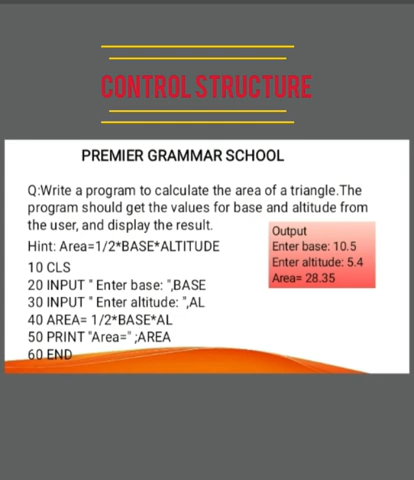 CONTROL STRUCTURE
PREMIER GRAMMAR SCHOOL
Q:Write a program to calculate the area of a triangle.The
program should get the values for base and altitude from
the user, and display the result.
Hint: Area=1/2*BASE*ALTITUDE
10 CLS
20 INPUT " Enter base: ",BASE
30 INPUT " Enter altitude: ",AL
40 AREA= 1/2*BASE*AL
50 PRINT "Area=" ;AREA
60 END
Output
Enter base: 10.5
Enter altitude: 5.4
Area= 28.35